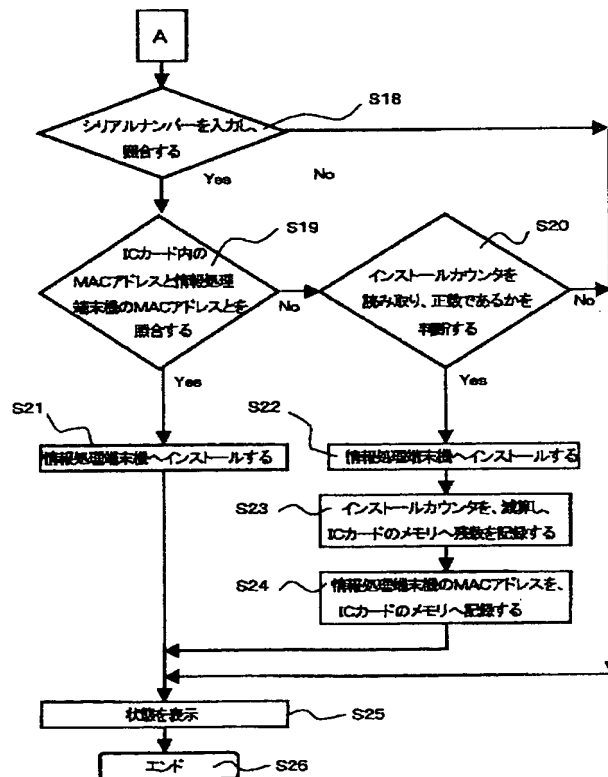 A
S18
シリアルナンバーを入力し、
照合する
Yes
No
S19
ICカード内の
MACアドレスと情報処理
端末機のMACアドレスとを
照合する
No
S20
インストールカウンタを
読み取り、正数であるかを
判断する
No
Yes
Yes
S21
情報処理端末機へインストールする
S22
情報処理端末機へインストールする
S23
インストールカウンタを、減算し、
ICカードのメモリへ残数を記録する
S24
情報処理端末機のMACアドレスを、
ICカードのメモリへ記録する
状態を表示
S25
エンド
S26